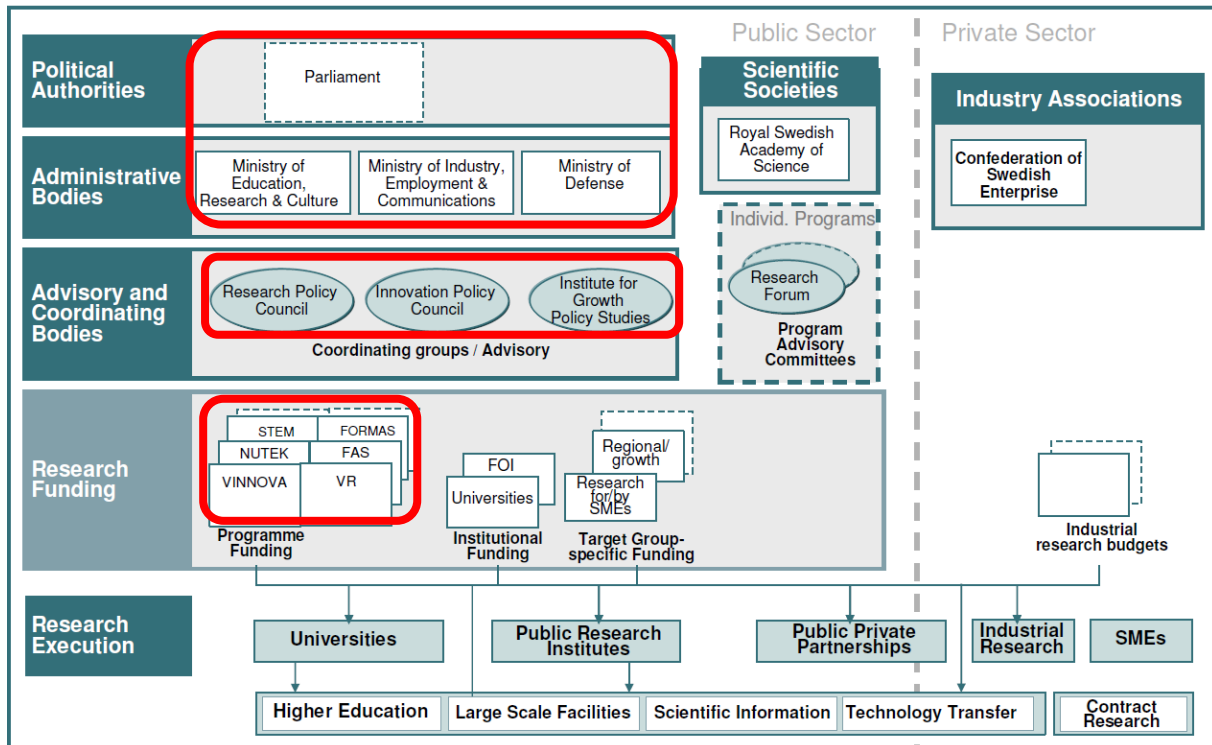 Public Sector
Private Sector
Political
Authorities
Parliament
Scientific
Societies
Royal Swedish
Academy of
Science
Industry Associations
Confederation of
Swedish
Enterprise
Administrative
Bodies
Ministry of
Education,
Research & Culture
Ministry of Industry,
Employment &
Communications
Ministry of
Defense
Individ. Programs
Research
Forum
Program
Advisory
Committees
Advisory and
Coordinating
Bodies
Research Policy
Council
Innovation Policy
Council
Institute for
Growth
Policy Studies
Coordinating groups / Advisory
Research
Funding
STEM
FORMAS
NUTEK
FAS
VINNOVA
VR
Programme
Funding
FOI
Universities
Institutional
Funding
Regional/
growth
Research
for/by
SMEs
Target Group-
specific Funding
Industrial
research budgets
Research
Execution
Universities
Public Research
Institutes
Public Private
Partnerships
Industrial
Research
SMEs
Higher Education
Large Scale Facilities
Scientific Information
Technology Transfer
Contract
Research